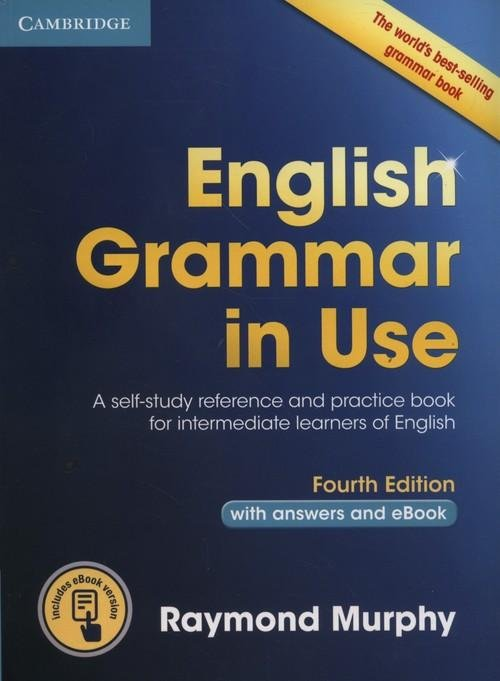 CAMBRIDGE
The world's best-selling
grammar book
English
Grammar
in Use
A self-study reference and practice book
for intermediate learners of English
Fourth Edition
with answers and eBook
includes eBook version
Raymond Murphy